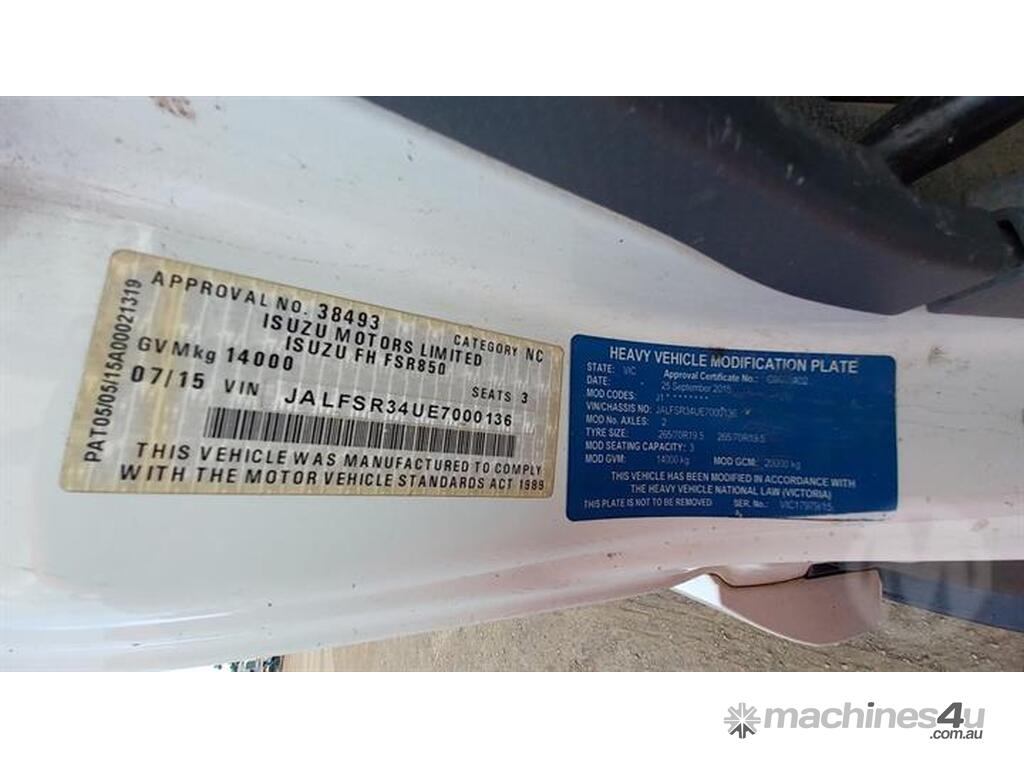 PAT05/05/15A00021319
APPROVAL NO. 38493 CATEGORY NC
ISUZU MOTORS LIMITED
ISUZU FH FSR850
GVMkg 14000 SEATS 3
07/15 VIN JALFSR34UE7000136
THIS VEHICLE WAS MANUFACTURED TO COMPLY
WITH THE MOTOR VEHICLE STANDARDS ACT 1989
HEAVY VEHICLE MODIFICATION PLATE
STATE: VIC Approval Certificate No.:
DATE: 25 September 2015
MOD CODES: J1
VIN/CHASSIS NO: JALFSR34UE7000136
MOD NO. AXLES: 2
TYRE SIZE: 265/70R19.5 265/70R19.5
MOD SEATING CAPACITY: 3
MOD GVM: 14000 kg MOD GCM: 20000 kg
THIS VEHICLE HAS BEEN MODIFIED IN ACCORDANCE WITH
THE HEAVY VEHICLE NATIONAL LAW (VICTORIA)
THIS PLATE IS NOT TO BE REMOVED SER. No.:
machines4u
.com.au